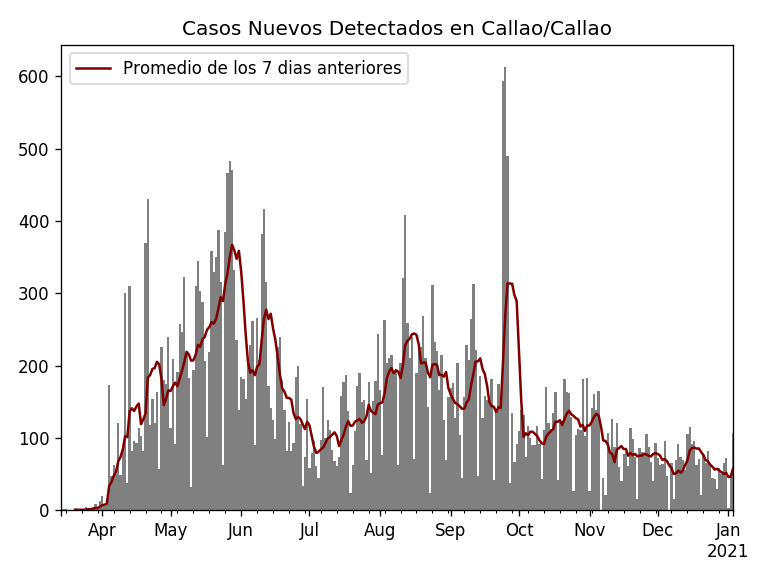 Casos Nuevos Detectados en Callao/Callao
Promedio de los 7 dias anteriores
600
500
400
300
200
100
0
Apr May Jun Jul Aug Sep Oct Nov Dec Jan
2021